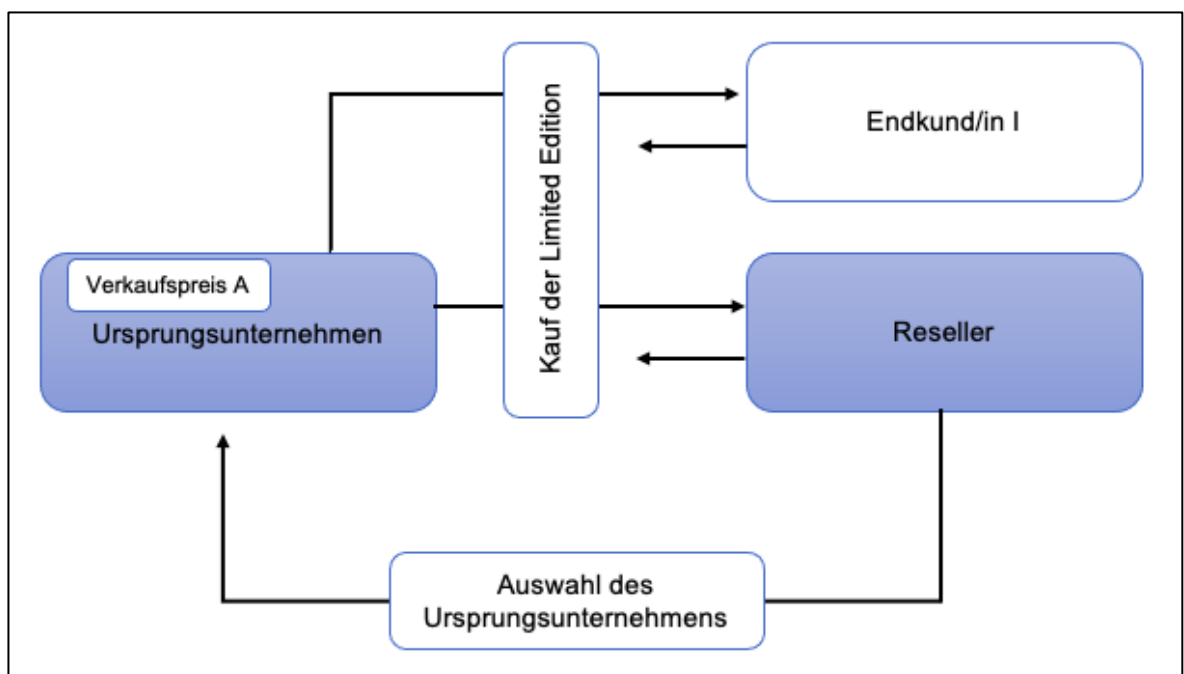 Kauf der Limited Edition
Endkund/in I
Verkaufspreis A
Ursprungsunternehmen
Reseller
Auswahl des
Ursprungsunternehmens